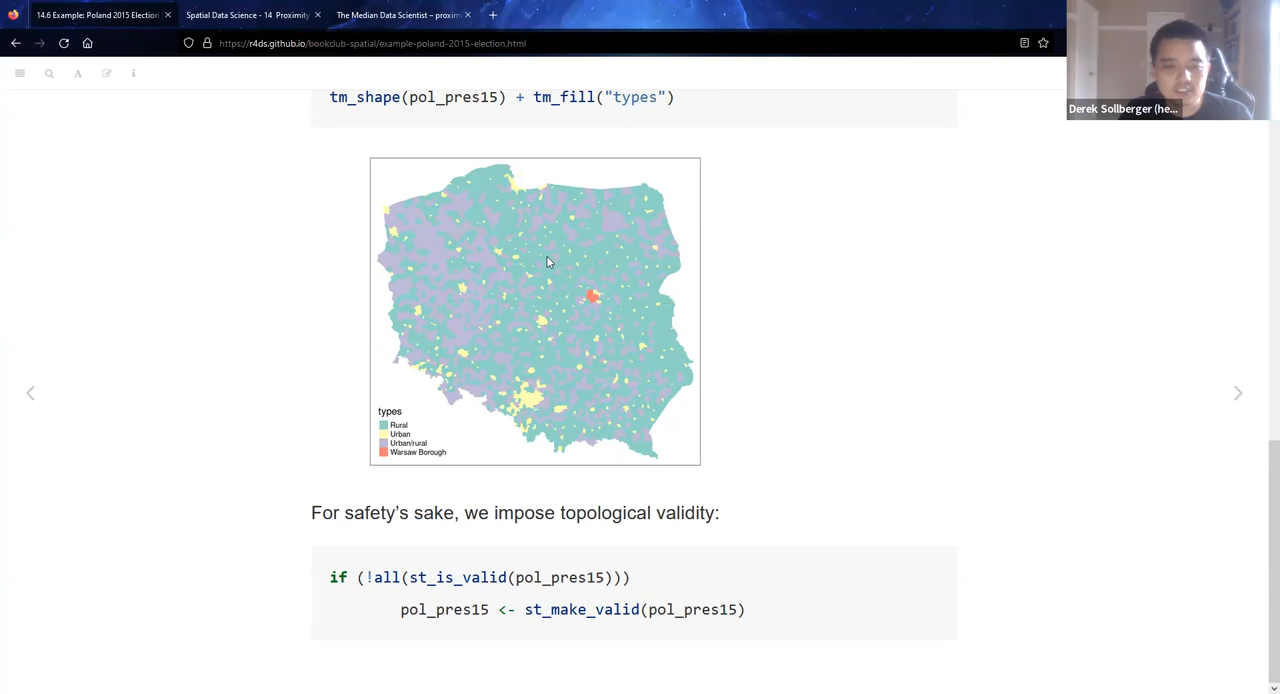 14.6 Example: Poland 2015 Election
Spatial Data Science - 14 Proximity
The Median Data Scientist – proxim
https://r4ds.github.io/bookclub-spatial/example-poland-2015-election.html
Derek Sollberger (he...
tm_shape(pol_pres15) + tm_fill("types")
types
Rural
Urban
Urban/rural
Warsaw Borough
For safety's sake, we impose topological validity:
if (!all(st_is_valid(pol_pres15)))
pol_pres15 <- st_make_valid(pol_pres15)